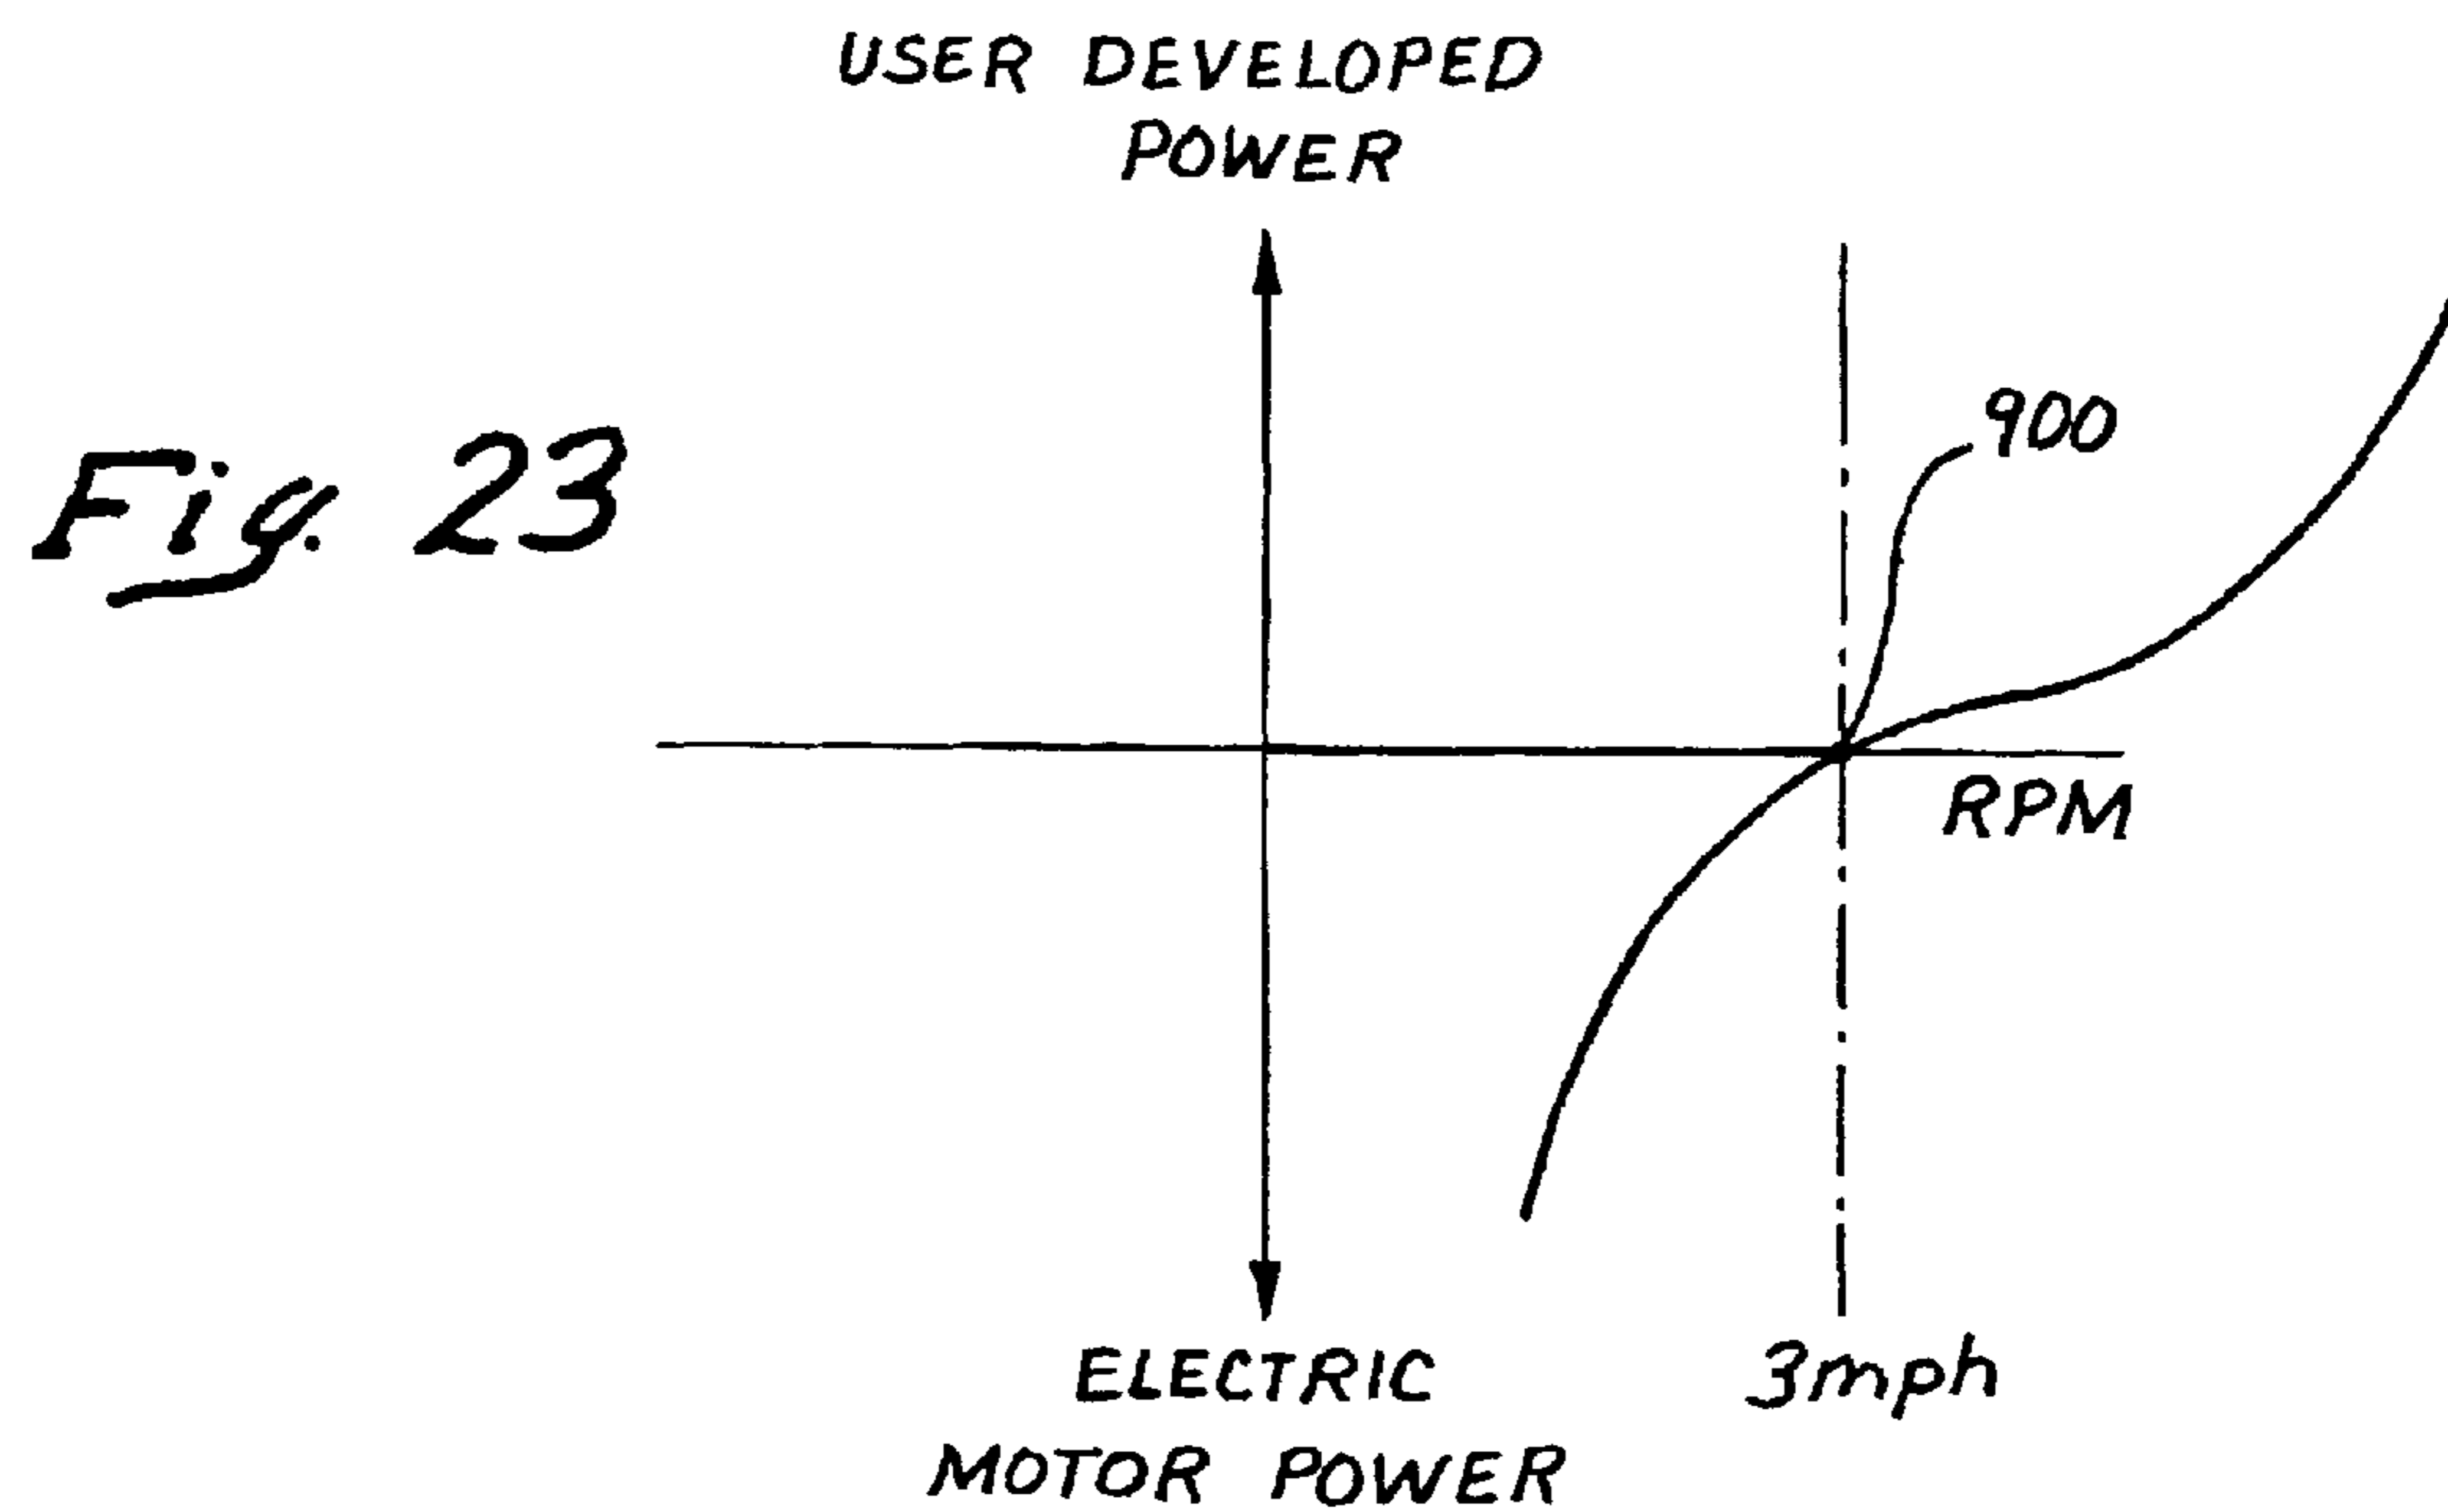 USER DEVELOPED
POWER
900
Fig. 23
RPM
ELECTRIC
MOTOR POWER
3mph